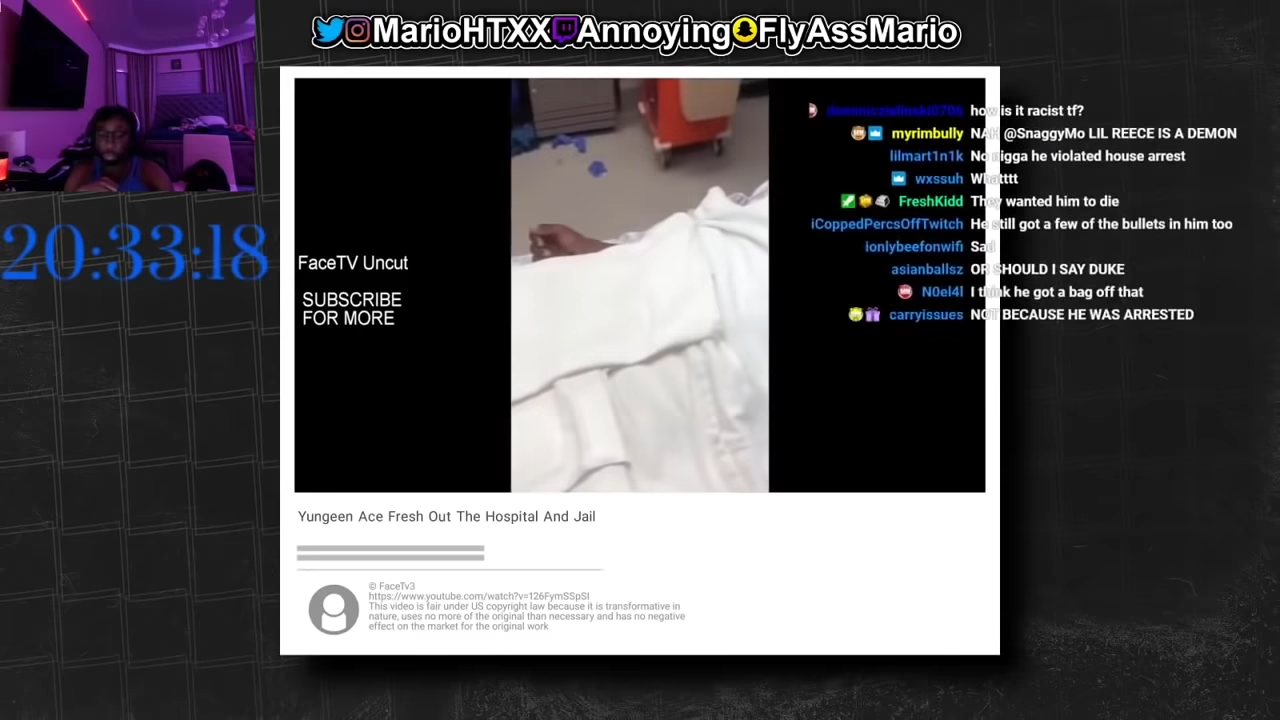 MarioHTXX Annoying FlyAssMario
how is it racist tf?
myrimbully NAH @SnaggyMo LIL REECE IS A DEMON
lilmart1n1k No nigga he violated house arrest
wxssuh Whatttt
FreshKidd They wanted him to die
iCoppedPercsOffTwitch He still got a few of the bullets in him too
ionlybeefonwifi Sad
asianballsz OR SHOULD I SAY DUKE
N0el4l I think he got a bag off that
carryissues NOT BECAUSE HE WAS ARRESTED
20:33:18
FaceTV Uncut
SUBSCRIBE
FOR MORE
Yungeen Ace Fresh Out The Hospital And Jail
© FaceTv3
https://www.youtube.com/watch?v=126FymSSpSI
This video is fair under US copyright law because it is transformative in
nature, uses no more of the original than necessary and has no negative
effect on the market for the original work